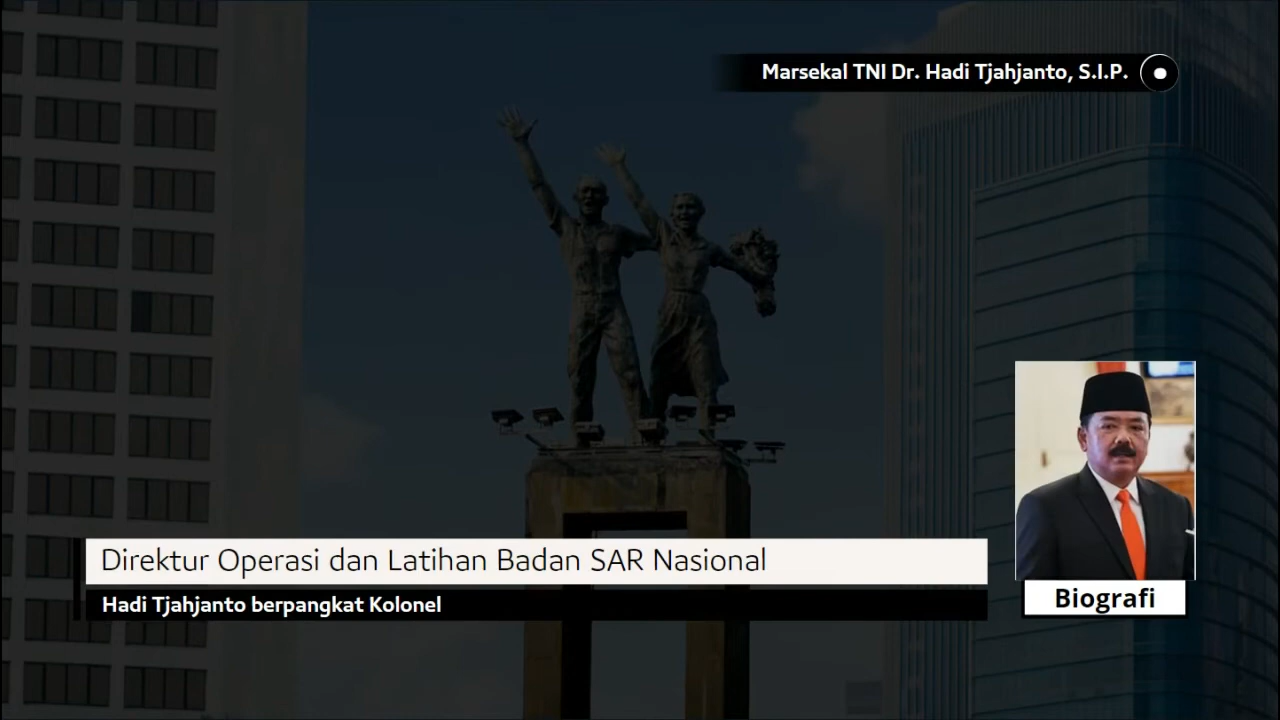 Marsekal TNI Dr. Hadi Tjahjanto, S.I.P.
Direktur Operasi dan Latihan Badan SAR Nasional
Hadi Tjahjanto berpangkat Kolonel
Biografi